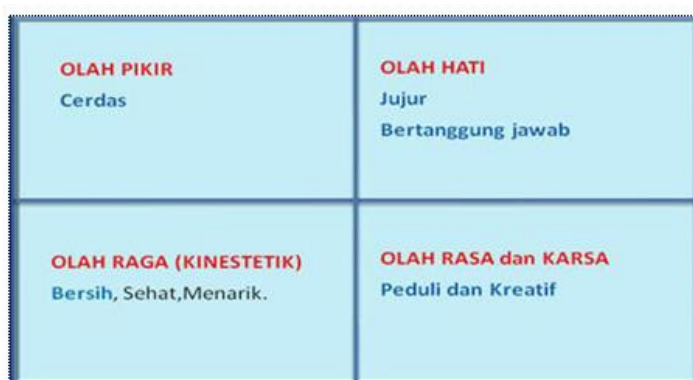 OLAH PIKIR
Cerdas
OLAH HATI
Jujur
Bertanggung jawab
OLAH RAGA (KINESTETIK)
Bersih, Sehat,Menarik.
OLAH RASA dan KARSA
Peduli dan Kreatif